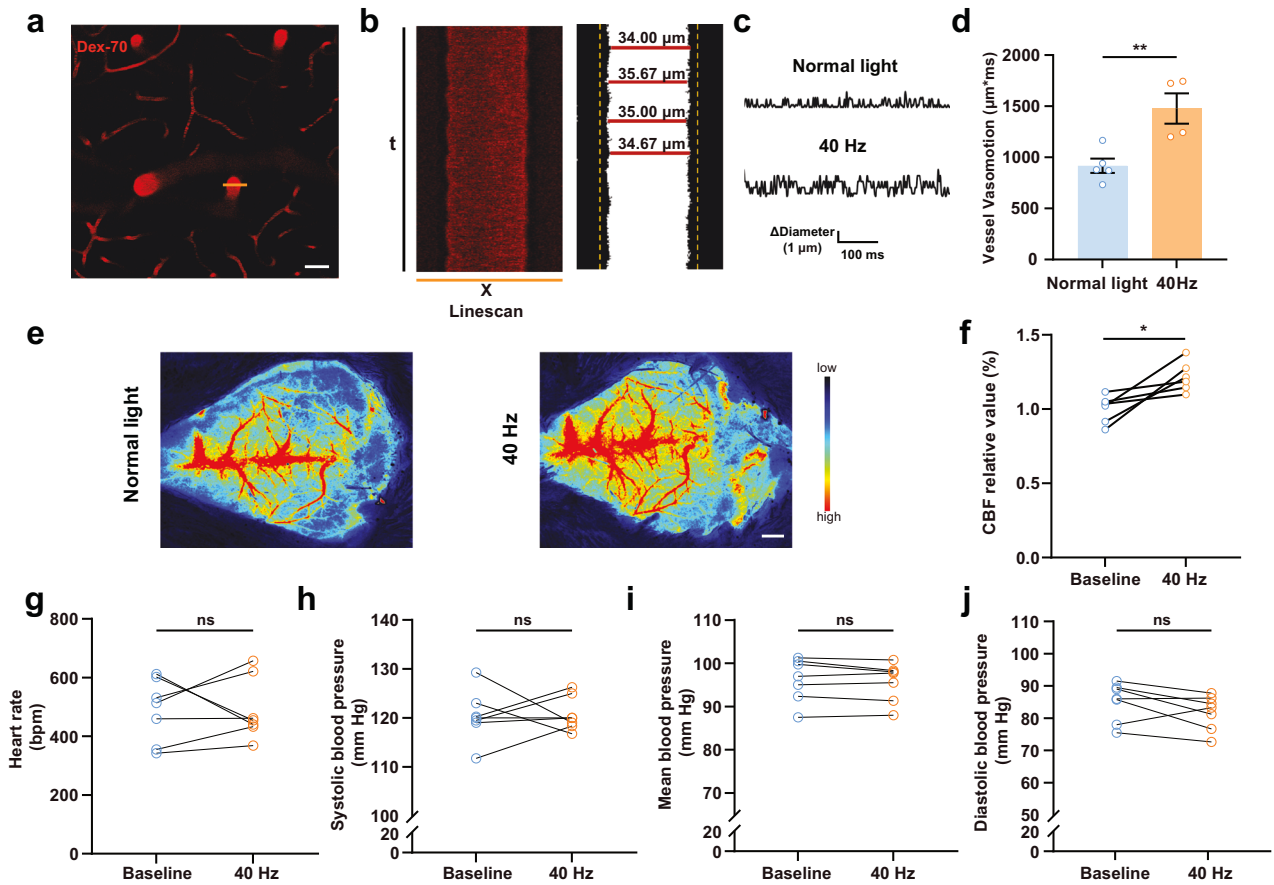 a
Dex-70
b
t
X
Linescan
34.00 µm
35.67 µm
35.00 µm
34.67 µm
c
Normal light
40 Hz
ΔDiameter
(1 µm)
100 ms
d
Vessel Vasomotion (µm*ms)
2000
1500
1000
500
0
**
Normal light
40Hz
e
Normal light
40 Hz
low
high
f
CBF relative value (%)
1.5
1.0
0.5
0.0
*
Baseline
40 Hz
g
Heart rate
(bpm)
800
600
400
200
0
ns
Baseline
40 Hz
h
Systolic blood pressure
(mm Hg)
140
130
120
110
100
20
0
ns
Baseline
40 Hz
i
Mean blood pressure
(mm Hg)
110
100
90
80
70
20
0
ns
Baseline
40 Hz
j
Diastolic blood pressure
(mm Hg)
110
100
90
80
70
60
50
20
0
ns
Baseline
40 Hz